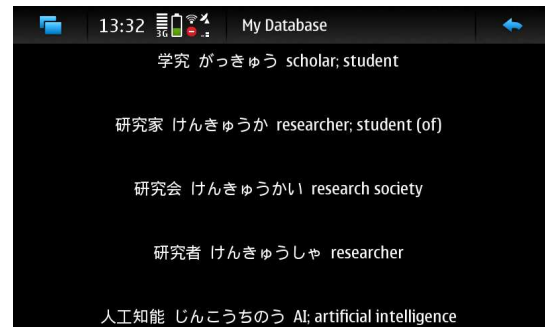 13:32 3G My Database
学究 がっきゅう scholar; student
研究家 けんきゅうか researcher; student (of)
研究会 けんきゅうかい research society
研究者 けんきゅうしゃ researcher
人工知能 じんこうちのう AI; artificial intelligence